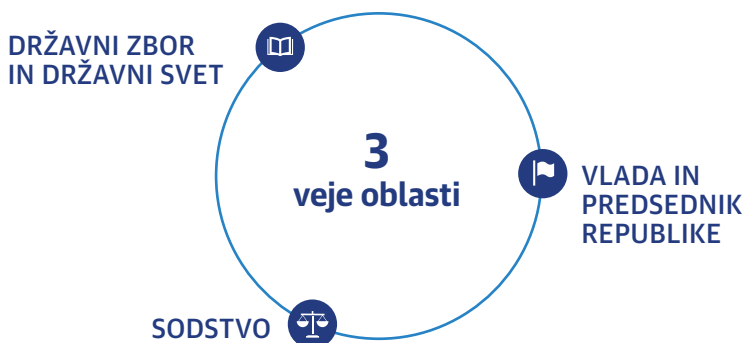 DRŽAVNI ZBOR
IN DRŽAVNI SVET
3
veje oblasti
VLADA IN
PREDSEDNIK
REPUBLIKE
SODSTVO